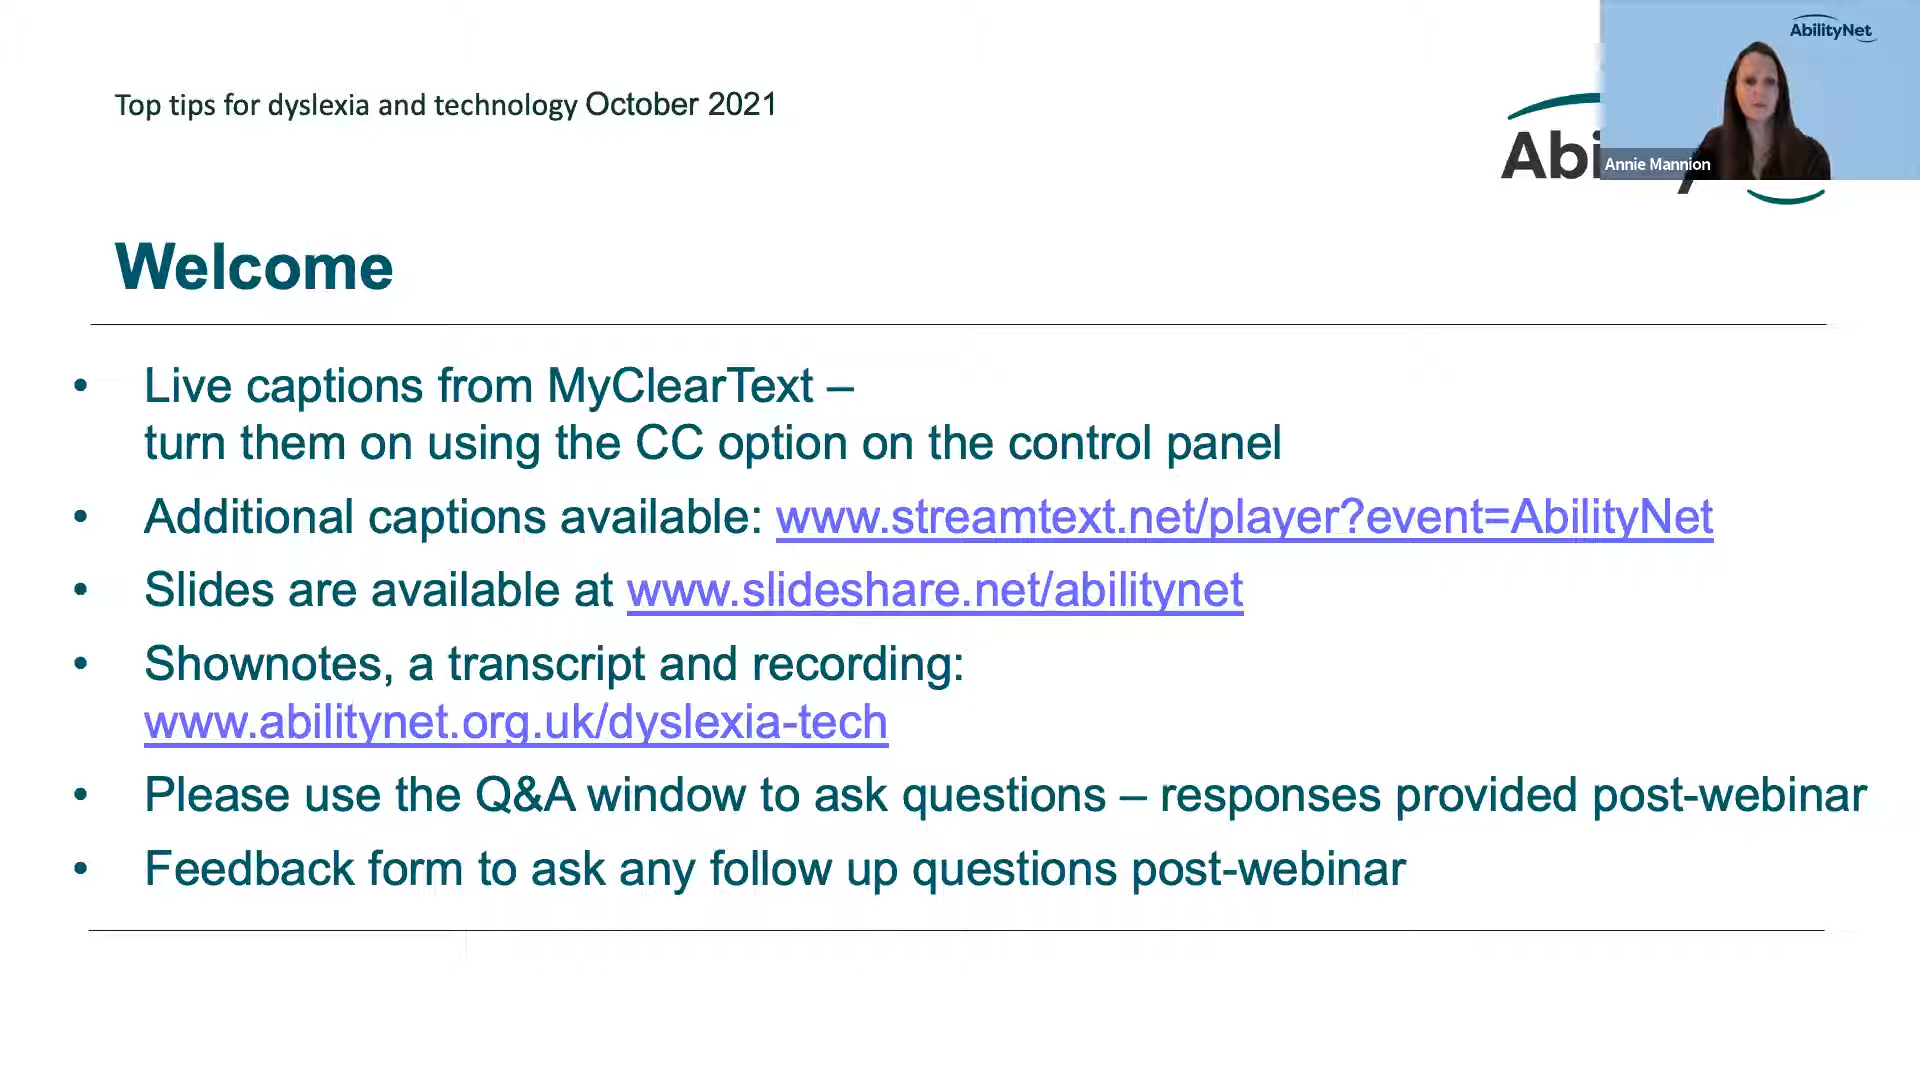 AbilityNet
Top tips for dyslexia and technology October 2021
Abi
Annie Mannion
Welcome
• Live captions from MyClearText –
turn them on using the CC option on the control panel
• Additional captions available: www.streamtext.net/player?event=AbilityNet
• Slides are available at www.slideshare.net/abilitynet
• Shownotes, a transcript and recording:
www.abilitynet.org.uk/dyslexia-tech
• Please use the Q&A window to ask questions – responses provided post-webinar
• Feedback form to ask any follow up questions post-webinar